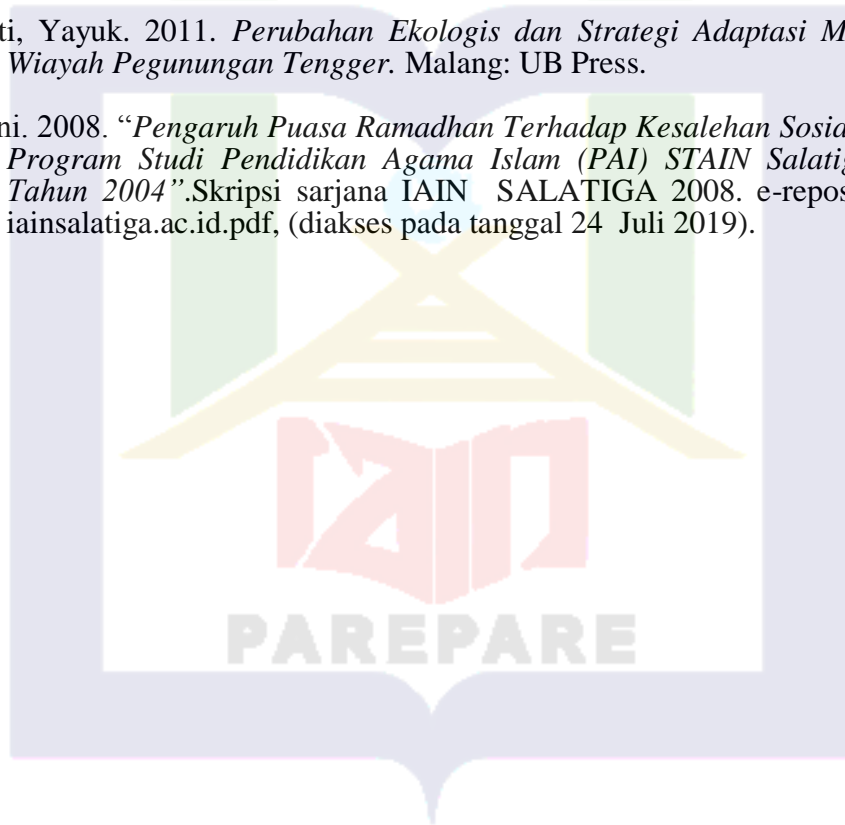 ti, Yayuk. 2011. Perubahan Ekologis dan Strategi Adaptasi M
Wiayah Pegunungan Tengger. Malang: UB Press.
ni. 2008. “Pengaruh Puasa Ramadhan Terhadap Kesalehan Sosia
Program Studi Pendidikan Agama Islam (PAI) STAIN Salatig
Tahun 2004”.Skripsi sarjana IAIN SALATIGA 2008. e-repos
iainsalatiga.ac.id.pdf, (diakses pada tanggal 24 Juli 2019).
IAIN
PAREPARE